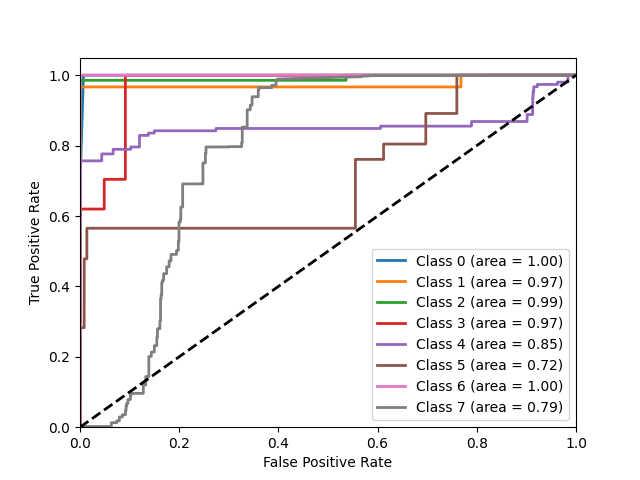 1.0
0.8
0.6
0.4
0.2
0.0
True Positive Rate
Class 0 (area = 1.00)
Class 1 (area = 0.97)
Class 2 (area = 0.99)
Class 3 (area = 0.97)
Class 4 (area = 0.85)
Class 5 (area = 0.72)
Class 6 (area = 1.00)
Class 7 (area = 0.79)
0.0 0.2 0.4 0.6 0.8 1.0
False Positive Rate